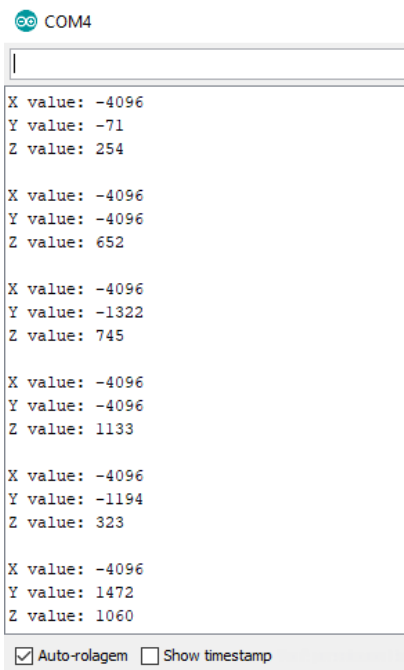 COM4
X value: -4096
Y value: -71
Z value: 254
X value: -4096
Y value: -4096
Z value: 652
X value: -4096
Y value: -1322
Z value: 745
X value: -4096
Y value: -4096
Z value: 1133
X value: -4096
Y value: -1194
Z value: 323
X value: -4096
Y value: 1472
Z value: 1060
Auto-rolagem Show timestamp